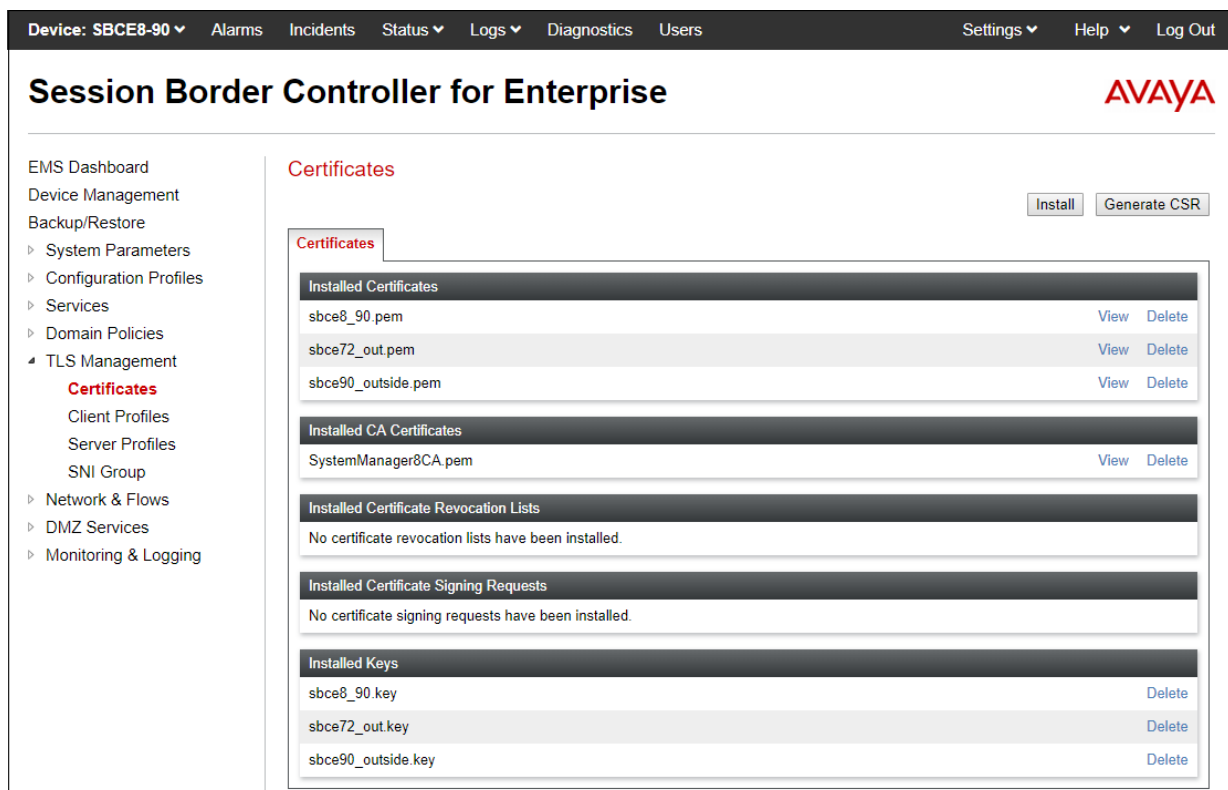 Device: SBCE8-90 Alarms Incidents Status Logs Diagnostics Users Settings Help Log Out
Session Border Controller for Enterprise
AVAYA
EMS Dashboard
Device Management
Backup/Restore
System Parameters
Configuration Profiles
Services
Domain Policies
TLS Management
Certificates
Client Profiles
Server Profiles
SNI Group
Network & Flows
DMZ Services
Monitoring & Logging
Certificates
Install Generate CSR
Certificates
Installed Certificates
sbce8_90.pem View Delete
sbce72_out.pem View Delete
sbce90_outside.pem View Delete
Installed CA Certificates
SystemManager8CA.pem View Delete
Installed Certificate Revocation Lists
No certificate revocation lists have been installed.
Installed Certificate Signing Requests
No certificate signing requests have been installed.
Installed Keys
sbce8_90.key Delete
sbce72_out.key Delete
sbce90_outside.key Delete